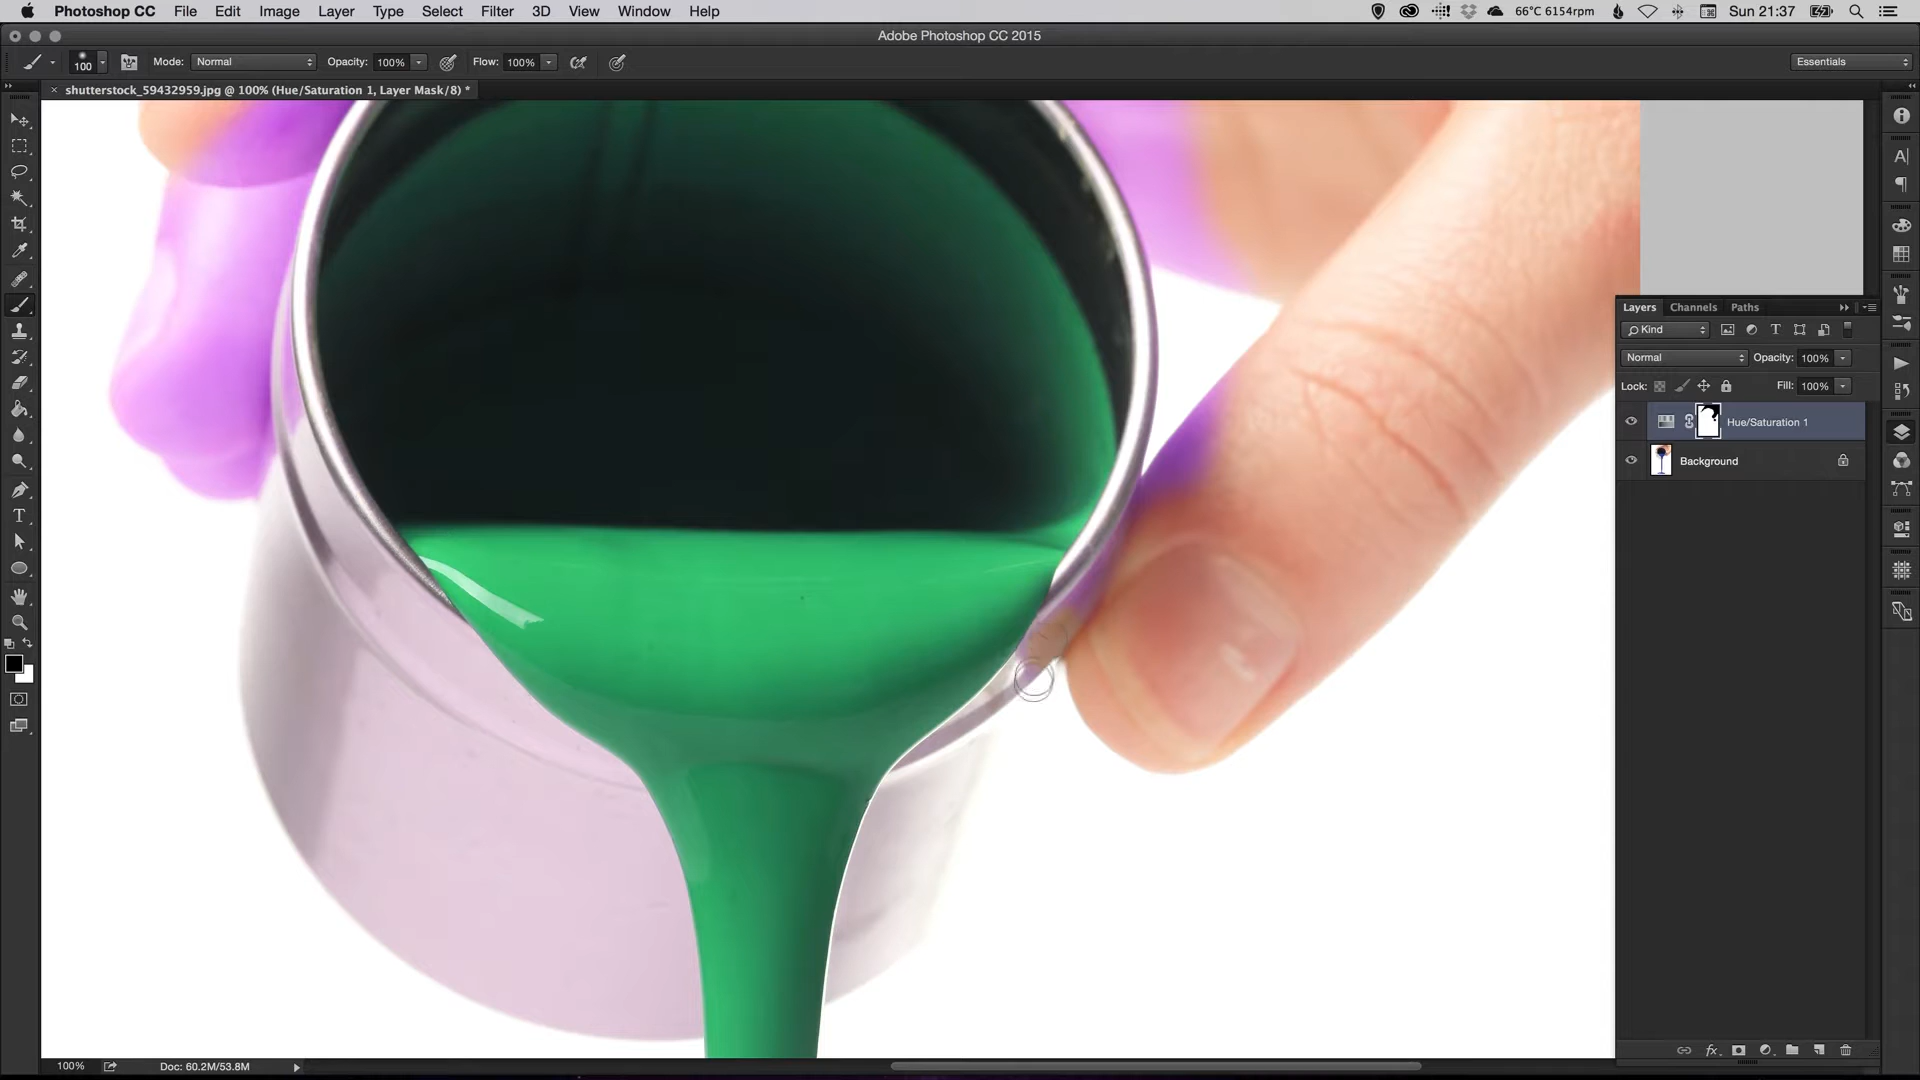 Photoshop CC File Edit Image Layer Type Select Filter 3D View Window Help 66°C 6154rpm Sun 21:37
Adobe Photoshop CC 2015
100 Mode: Normal Opacity: 100% Flow: 100% Essentials
× shutterstock_59432959.jpg @ 100% (Hue/Saturation 1, Layer Mask/8) *
Layers Channels Paths
Kind
Normal Opacity: 100%
Lock: Fill: 100%
Hue/Saturation 1
Background
100% Doc: 60.2M/53.8M